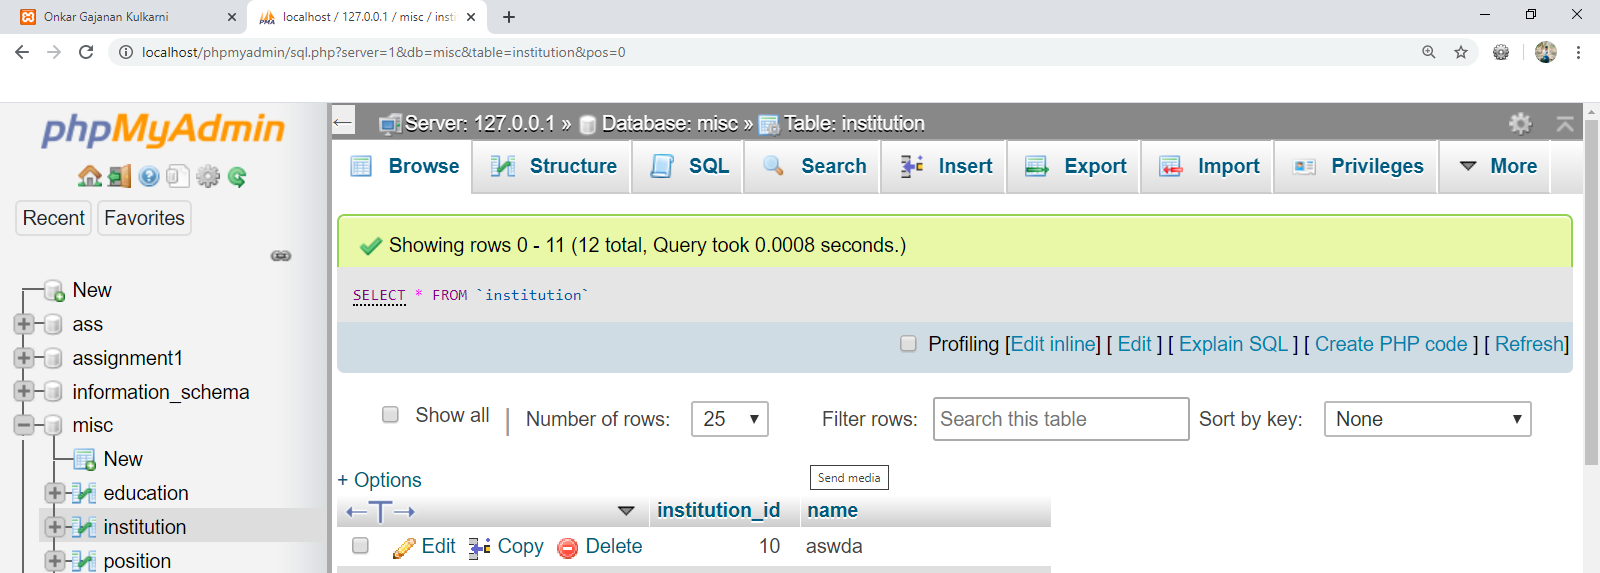 Onkar Gajanan Kulkarni
localhost / 127.0.0.1 / misc / insti
localhost/phpmyadmin/sql.php?server=1&db=misc&table=institution&pos=0
phpMyAdmin
Recent Favorites
New
ass
assignment1
information_schema
misc
New
education
institution
position
Server: 127.0.0.1 » Database: misc » Table: institution
Browse Structure SQL Search Insert Export Import Privileges More
Showing rows 0 - 11 (12 total, Query took 0.0008 seconds.)
SELECT * FROM `institution`
Profiling [Edit inline] [ Edit ] [ Explain SQL ] [ Create PHP code ] [ Refresh]
Show all | Number of rows: 25 Filter rows: Search this table Sort by key: None
Send media
+ Options
←T→ institution_id name
Edit Copy Delete 10 aswda